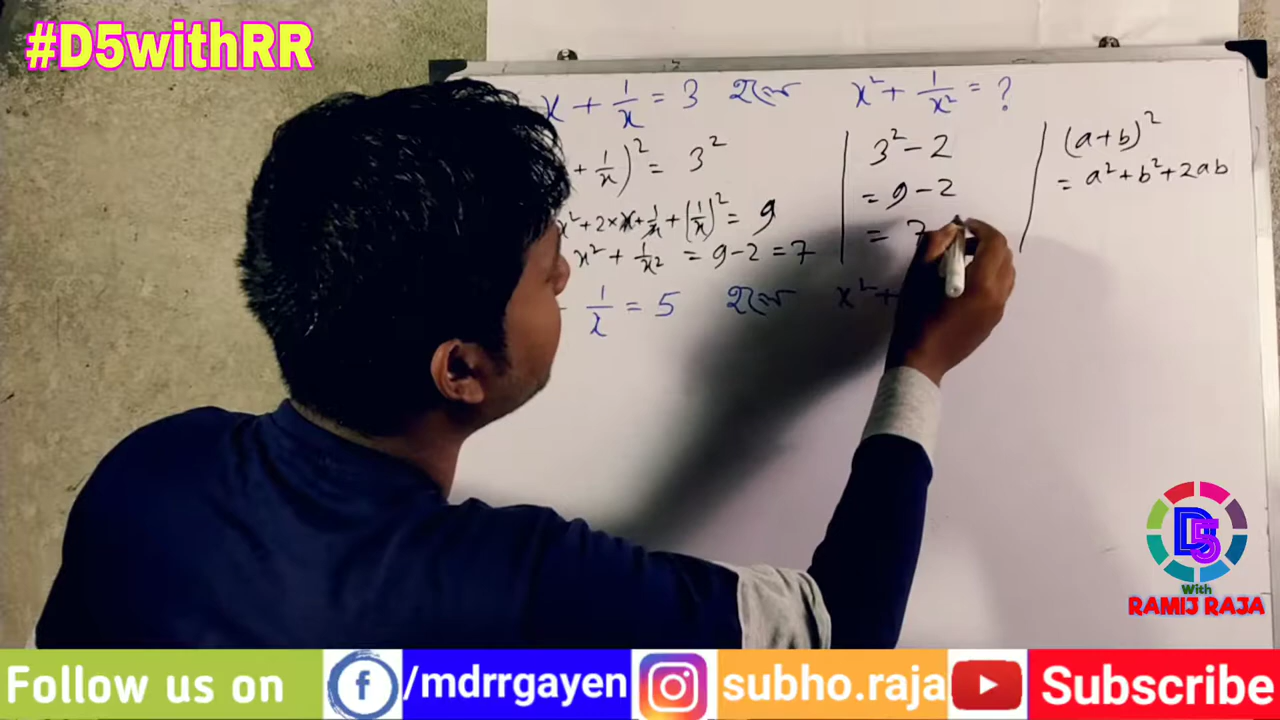 #D5withRR
x + 1/x = 3 হলে x² + 1/x² = ?
+ 1/x)² = 3²
x² + 2 × x + 1/x + (1/x)² = 9
x² + 1/x² = 9 - 2 = 7
3² - 2
= 9 - 2
= 7
(a + b)²
= a² + b² + 2ab
- 1/x = 5 হলে x² +
D5
With
RAMIJ RAJA
Follow us on f /mdrrgayen subho.raja Subscribe